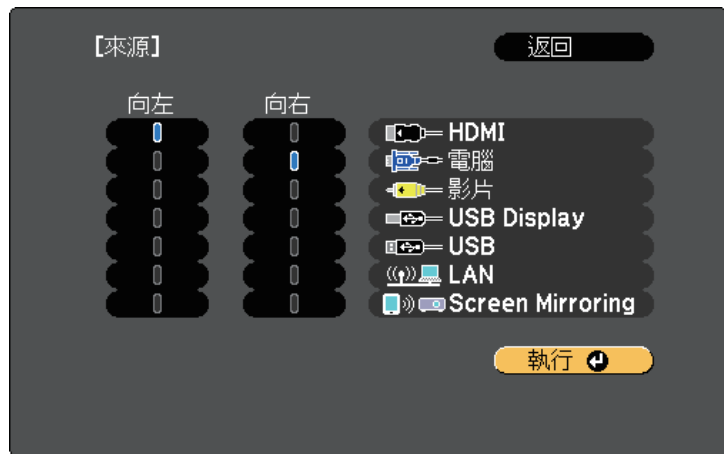 【來源】
返回
向左 向右
HDMI
電腦
影片
USB Display
USB
LAN
Screen Mirroring
執行